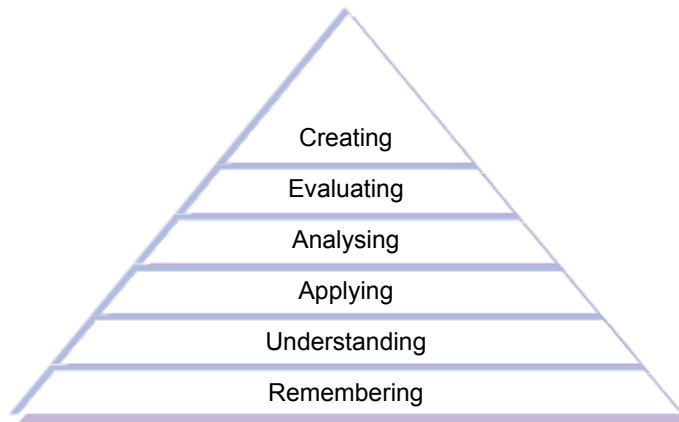 Creating
Evaluating
Analysing
Applying
Understanding
Remembering